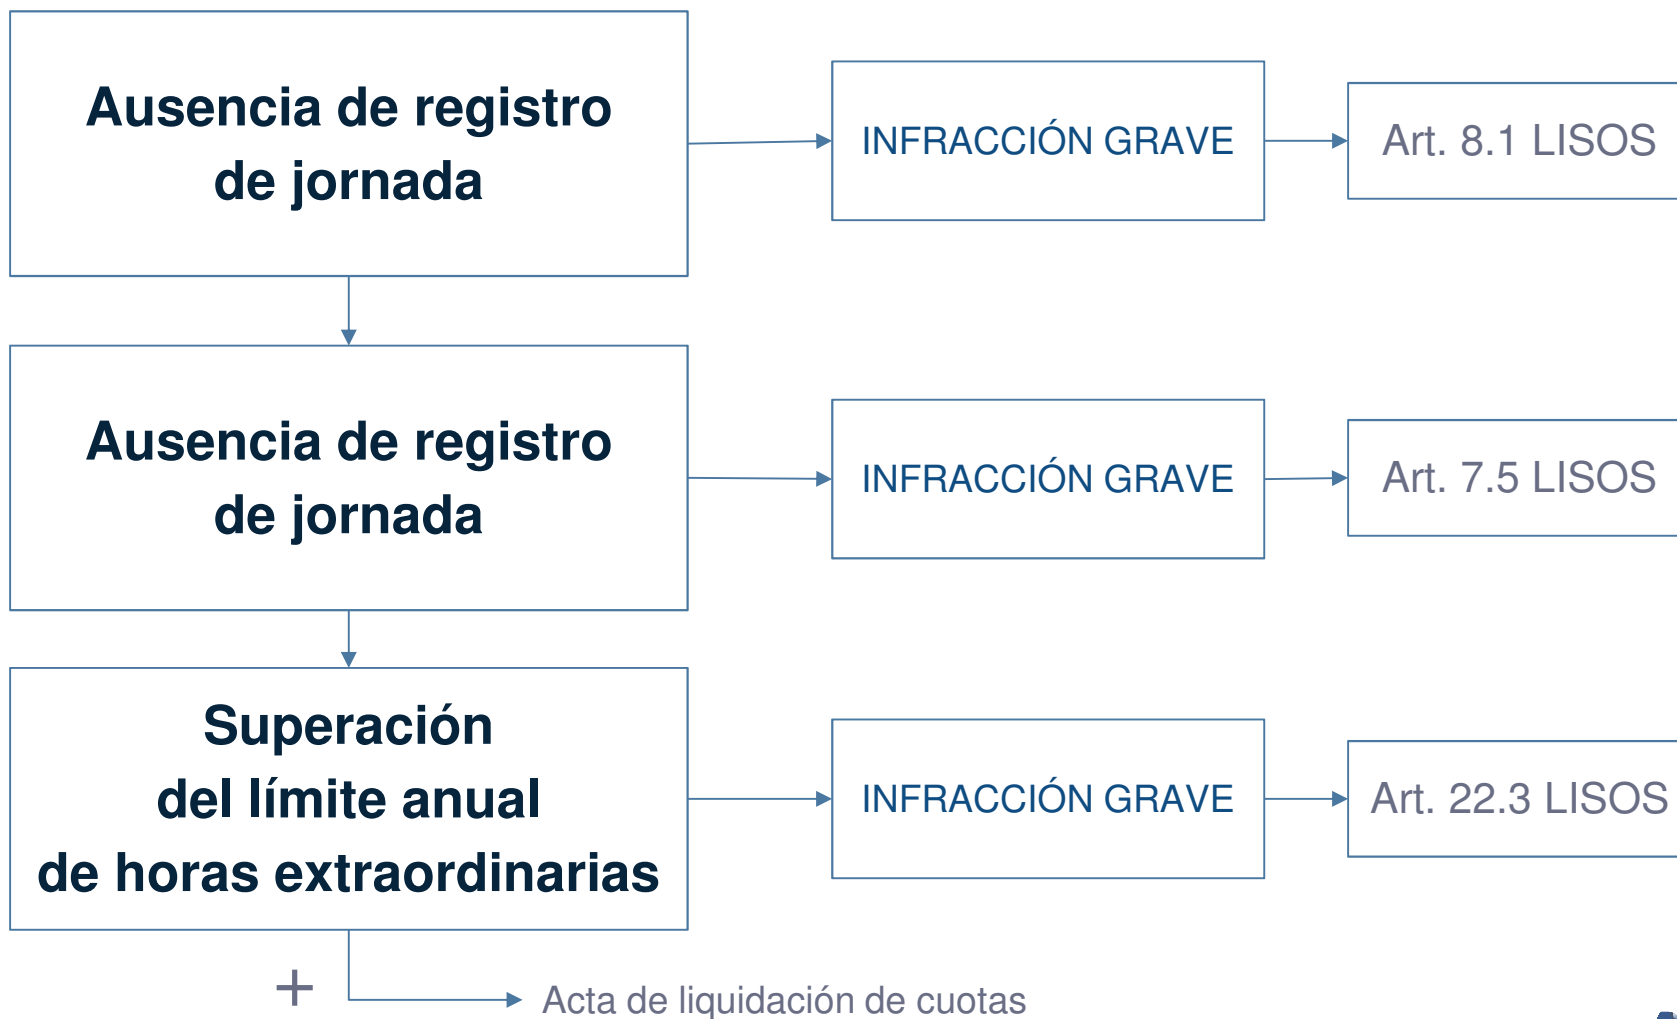 Ausencia de registro
de jornada
INFRACCIÓN GRAVE
Art. 8.1 LISOS
Ausencia de registro
de jornada
INFRACCIÓN GRAVE
Art. 7.5 LISOS
Superación
del límite anual
de horas extraordinarias
INFRACCIÓN GRAVE
Art. 22.3 LISOS
+
Acta de liquidación de cuotas